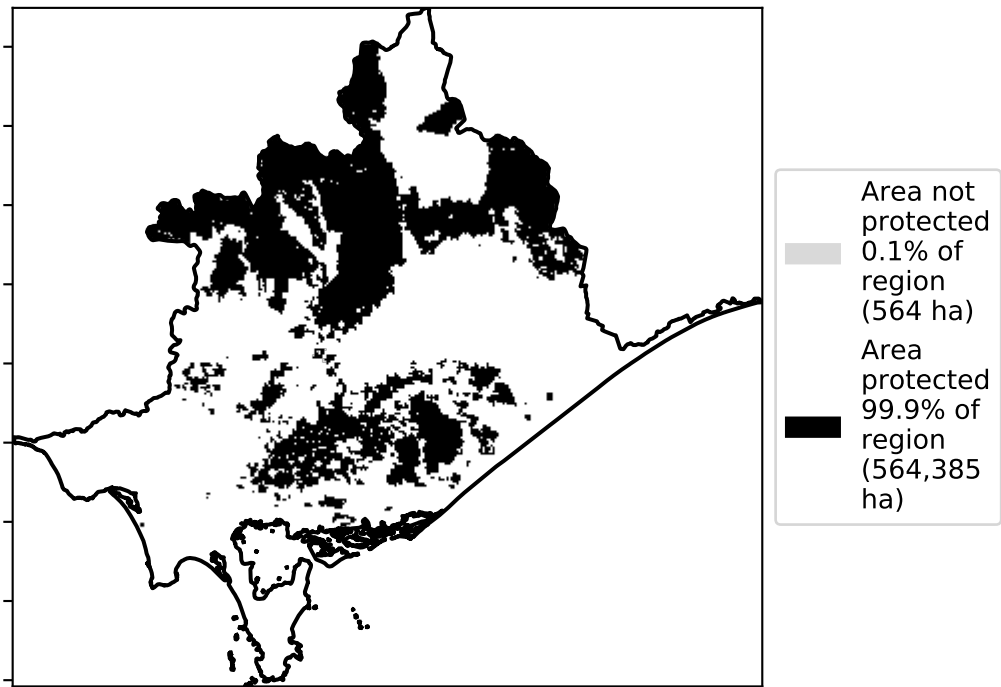 Area not
protected
0.1% of
region
(564 ha)
Area
protected
99.9% of
region
(564,385
ha)